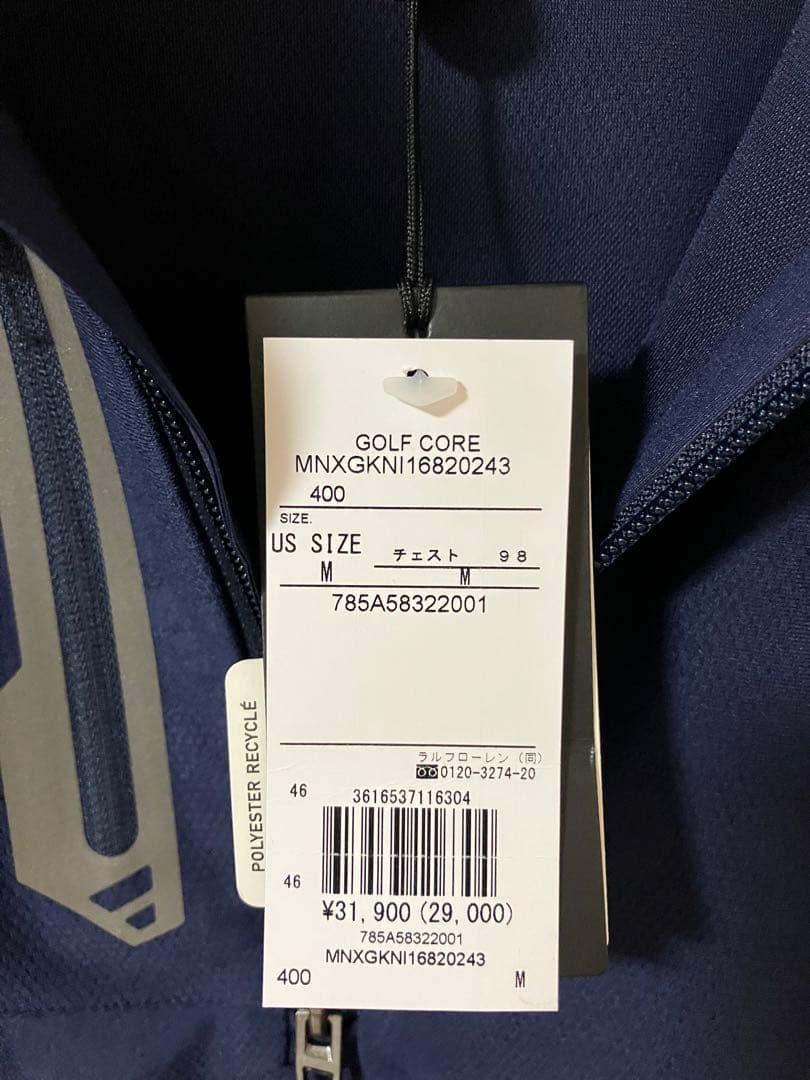 GOLF CORE
MNXGKNI16820243
400
SIZE.
US SIZE
チェスト 98
M
M
785A58322001
ラルフローレン (同)
0120-3274-20
46
3616537116304
POLYESTER RECYCLÉ
46
¥31,900 (29,000)
785A58322001
MNXGKNI16820243
400
M